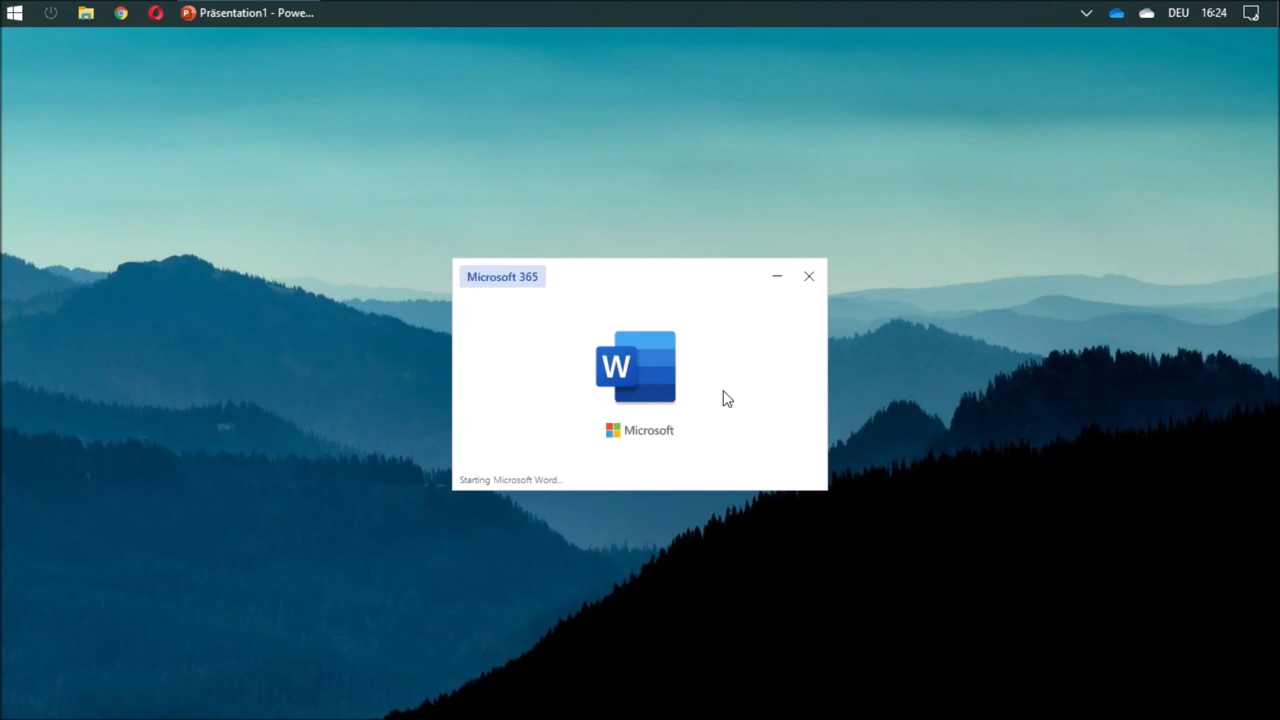 Präsentation1 - Powe...
DEU 16:24
Microsoft 365
W
Microsoft
Starting Microsoft Word...